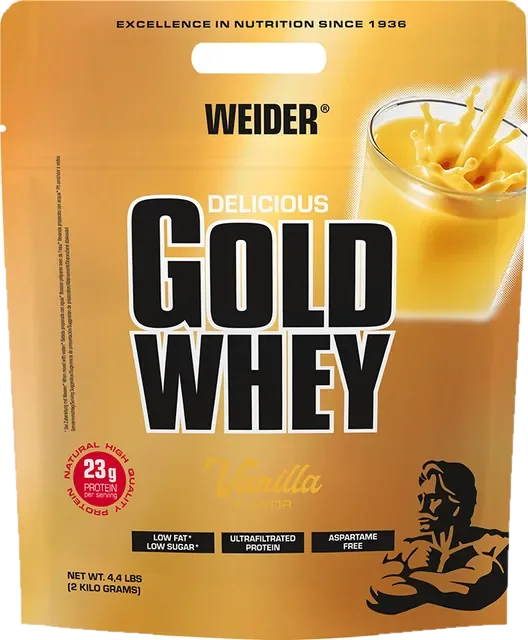 EXCELLENCE IN NUTRITION SINCE 1936
WEIDER®
DELICIOUS
GOLD
WHEY
NATURAL HIGH QUALITY PROTEIN
23g
PROTEIN
per serving
Vanilla
FLAVOR
LOW FAT*
LOW SUGAR*
ULTRAFILTRATED
PROTEIN
ASPARTAME
FREE
NET WT. 4,4 LBS
(2 KILO GRAMS)